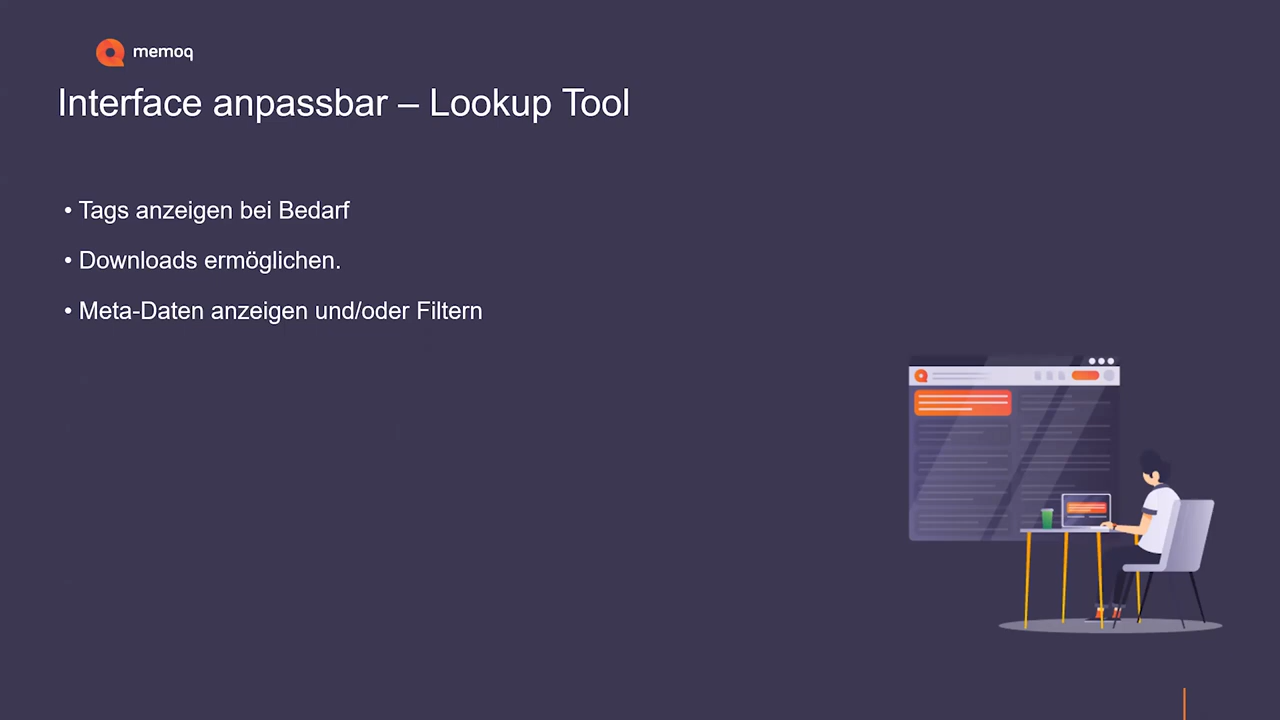 memoq
Interface anpassbar – Lookup Tool
• Tags anzeigen bei Bedarf
• Downloads ermöglichen.
• Meta-Daten anzeigen und/oder Filtern